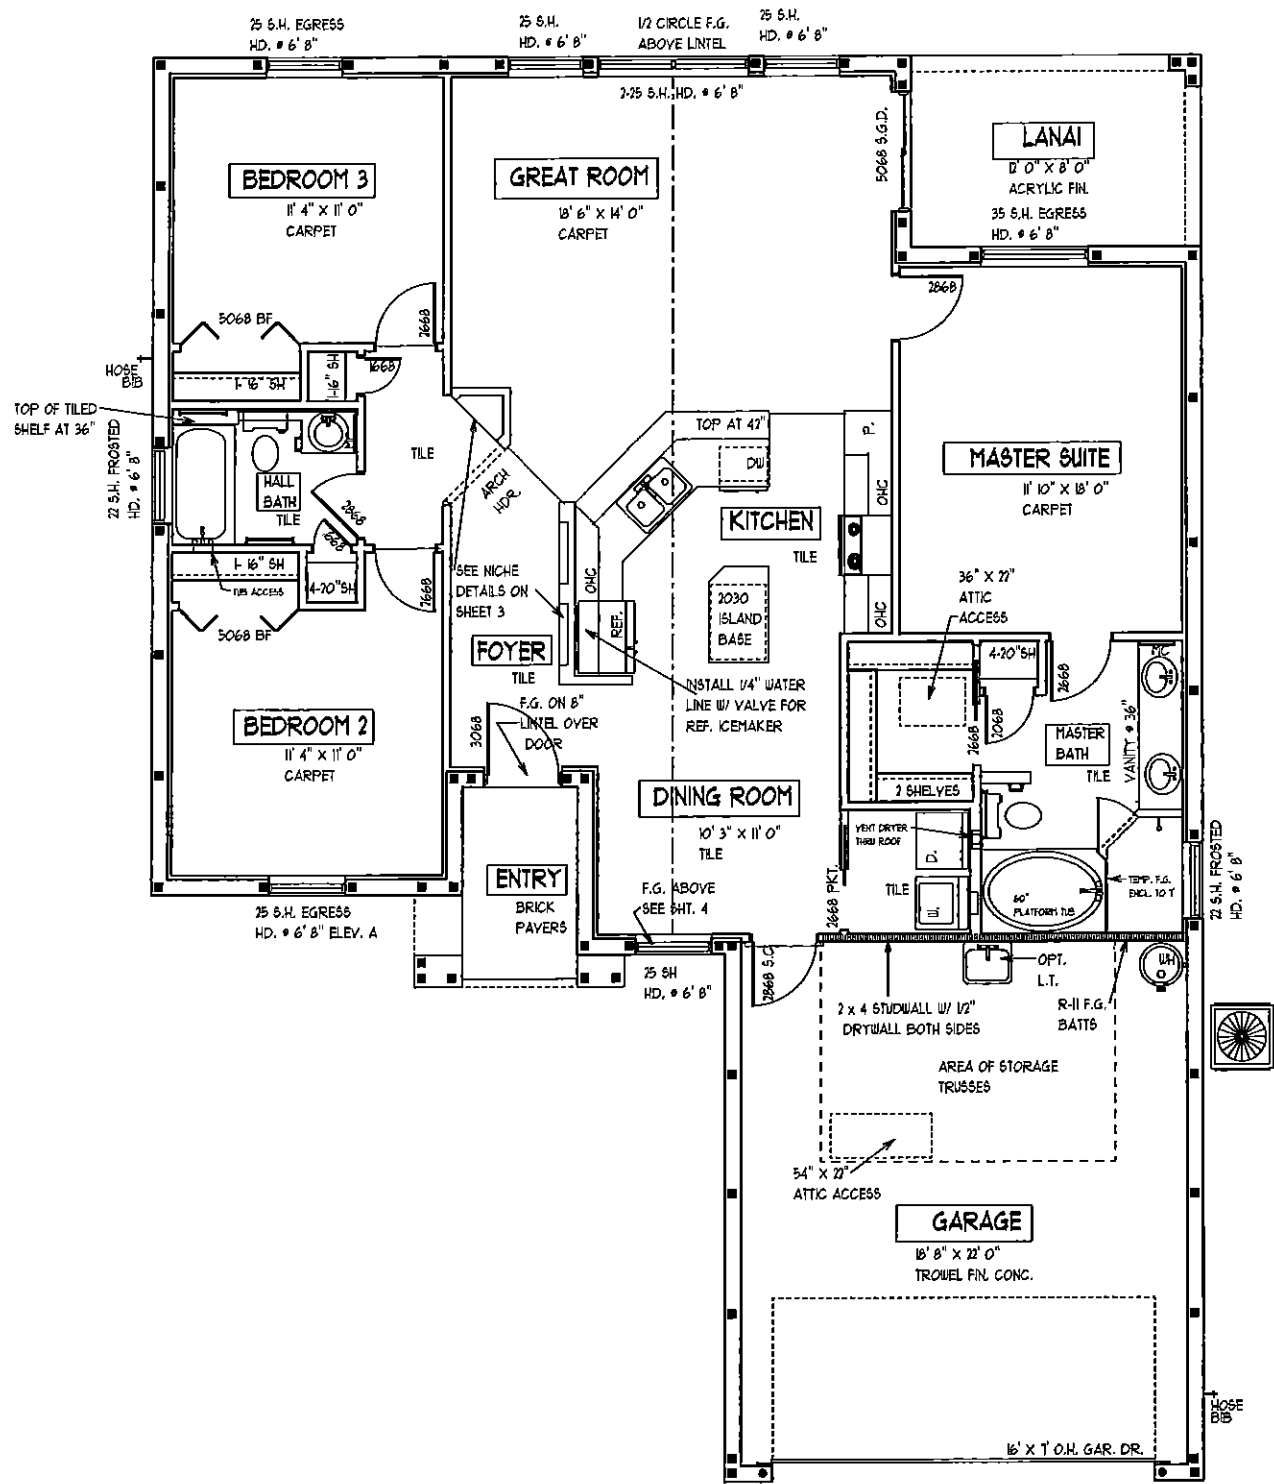 25 S.H. EGRESS
HD. @ 6' 8"
25 S.H.
HD. @ 6' 8"
1/2 CIRCLE F.G.
ABOVE LINTEL
25 S.H.
HD. @ 6' 8"
2-25 S.H. HD. @ 6' 8"
5068 S.G.D.
LANAI
12' 0" X 8' 0"
ACRYLIC FIN.
35 S.H. EGRESS
HD. @ 6' 8"
BEDROOM 3
11' 4" X 11' 0"
CARPET
GREAT ROOM
18' 6" X 14' 0"
CARPET
2868
2668
5068 BF
1668
1-16" SH
1-16" SH
HOSE
BIB
TOP OF TILED
SHELF AT 36"
22 S.H. FROSTED
HD. @ 6' 8"
TILE
ARCH
HDR.
HALL
BATH
TILE
2868
1668
1-16" SH
TUB ACCESS
4-20"SH
2668
5068 BF
TOP AT 42"
DW
P.
OHC
KITCHEN
TILE
OHC
2030
ISLAND
BASE
OHC
REF.
MASTER SUITE
11' 10" X 18' 0"
CARPET
36" X 22"
ATTIC
ACCESS
SEE NICHE
DETAILS ON
SHEET 3
FOYER
TILE
INSTALL 1/4" WATER
LINE W/ VALVE FOR
REF. ICEMAKER
F.G. ON 8"
LINTEL OVER
DOOR
3068
BEDROOM 2
11' 4" X 11' 0"
CARPET
4-20"SH
2668
2068
2668
MC
MASTER
BATH
TILE
VANITY @ 36"
2 SHELVES
DINING ROOM
10' 3" X 11' 0"
TILE
VENT DRYER
THRU ROOF
D.
TILE
W.
2668 PKT.
60"
PLATFORM TUB
TEMP. F.G.
ENCL. TO 7'
22 S.H. FROSTED
HD. @ 6' 8"
ENTRY
BRICK
PAVERS
F.G. ABOVE
SEE SHT. 4
25 S.H. EGRESS
HD. @ 6' 8" ELEV. A
25 SH
HD. @ 6' 8"
2868 S.C.
OPT.
L.T.
WH
2 x 4 STUDWALL W/ 1/2"
DRYWALL BOTH SIDES
R-11 F.G.
BATTS
AREA OF STORAGE
TRUSSES
54" X 22"
ATTIC ACCESS
GARAGE
18' 8" X 22' 0"
TROWEL FIN. CONC.
HOSE
BIB
16' X 7' O.H. GAR. DR.